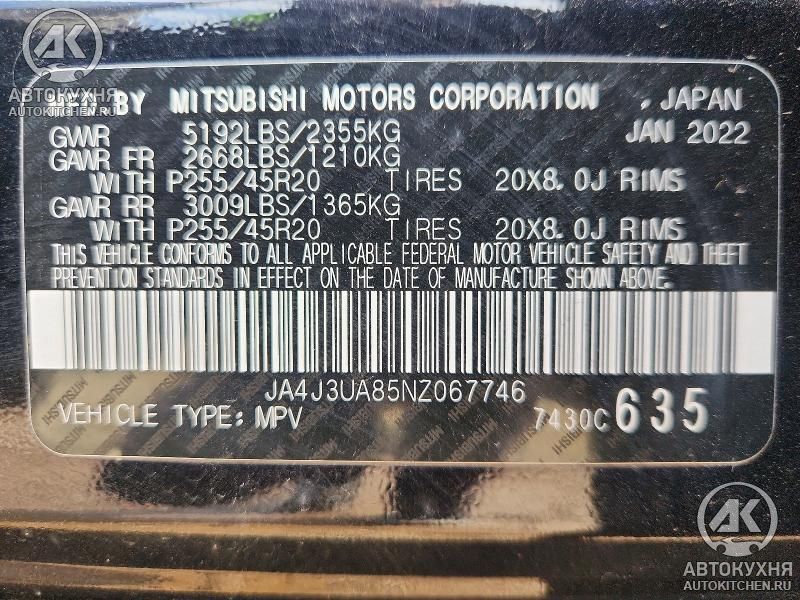 AK
АВТОКУХНЯ
AUTOKITCHEN.RU
BY MITSUBISHI MOTORS CORPORATION JAPAN
GVWR 5192LBS/2355KG JAN 2022
GAWR FR 2668LBS/1210KG
WITH P255/45R20 TIRES 20X8.0J RIMS
GAWR RR 3009LBS/1365KG
WITH P255/45R20 TIRES 20X8.0J RIMS
THIS VEHICLE CONFORMS TO ALL APPLICABLE FEDERAL MOTOR VEHICLE SAFETY AND THEFT
PREVENTION STANDARDS IN EFFECT ON THE DATE OF MANUFACTURE SHOWN ABOVE.
JA4J3UA85NZ067746
VEHICLE TYPE: MPV 7430C 635
AK
АВТОКУХНЯ
AUTOKITCHEN.RU